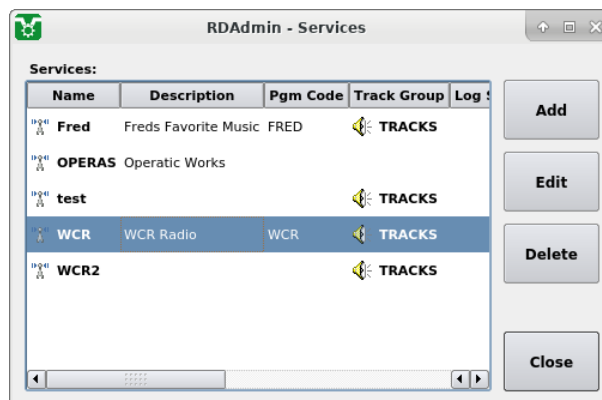 RDAdmin - Services
Services:
Name Description Pgm Code Track Group Log S
Fred Freds Favorite Music FRED TRACKS
OPERAS Operatic Works
test TRACKS
WCR WCR Radio WCR TRACKS
WCR2 TRACKS
Add
Edit
Delete
Close